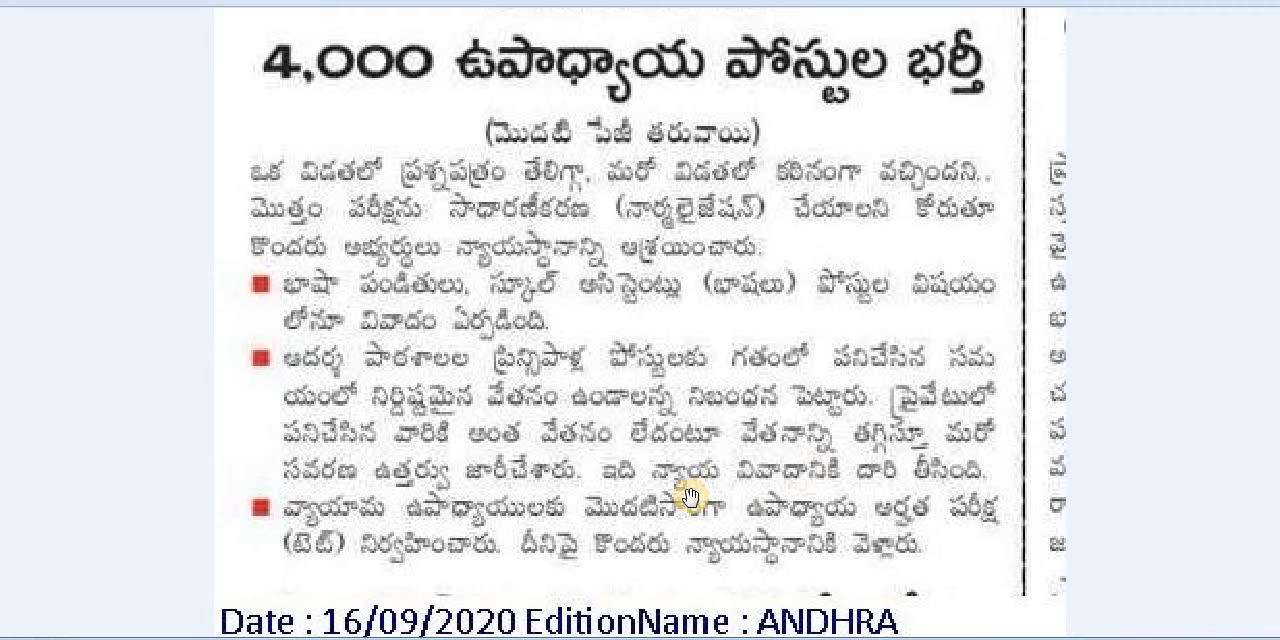 4,000 ఉపాధ్యాయ పోస్టుల భర్తీ
(మొదటి పేజీ తరువాయి)
ఒక విడతలో ప్రశ్నపత్రం తేలిగ్గా, మరో విడతలో కఠినంగా వచ్చిందని..
మొత్తం పరీక్షను సాధారణీకరణ (నార్మలైజేషన్) చేయాలని కోరుతూ
కొందరు అభ్యర్థులు న్యాయస్థానాన్ని ఆశ్రయించారు.
భాషా పండితులు, స్కూల్ అసిస్టెంట్లు (భాషలు) పోస్టుల విషయం
లోనూ వివాదం ఏర్పడింది.
ఆదర్శ పాఠశాలల ప్రిన్సిపాళ్ల పోస్టులకు గతంలో పనిచేసిన సమ
యంలో నిర్దిష్టమైన వేతనం ఉండాలన్న నిబంధన పెట్టారు. ప్రైవేటులో
పనిచేసిన వారికి అంత వేతనం లేదంటూ వేతనాన్ని తగ్గిస్తూ మరో
సవరణ ఉత్తర్వు జారీచేశారు. ఇది న్యాయ వివాదానికి దారి తీసింది.
వ్యాయామ ఉపాధ్యాయులకు మొదటిసారిగా ఉపాధ్యాయ అర్హత పరీక్ష
(టెట్) నిర్వహించారు. దీనిపై కొందరు న్యాయస్థానానికి వెళ్లారు.
Date : 16/09/2020 EditionName : ANDHRA